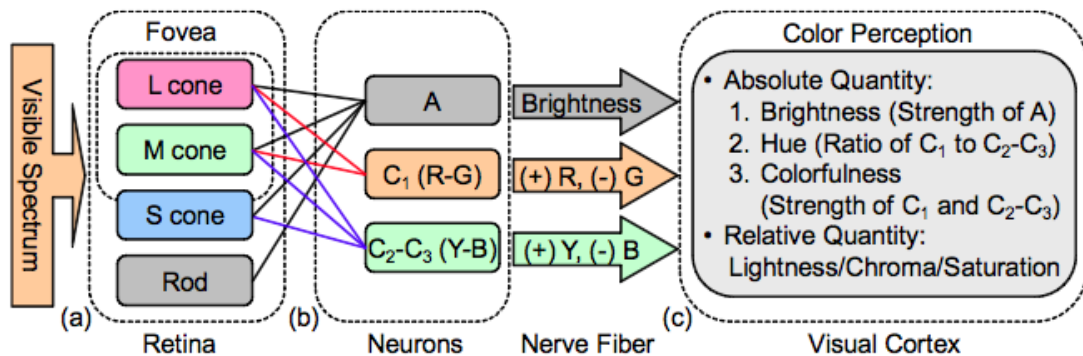 Visible Spectrum
(a)
Fovea
L cone
M cone
S cone
Rod
Retina
(b)
A
C₁ (R-G)
C₂-C₃ (Y-B)
Neurons
Brightness
(+) R, (-) G
(+) Y, (-) B
Nerve Fiber
(c)
Color Perception
• Absolute Quantity:
1. Brightness (Strength of A)
2. Hue (Ratio of C₁ to C₂-C₃)
3. Colorfulness
(Strength of C₁ and C₂-C₃)
• Relative Quantity:
Lightness/Chroma/Saturation
Visual Cortex